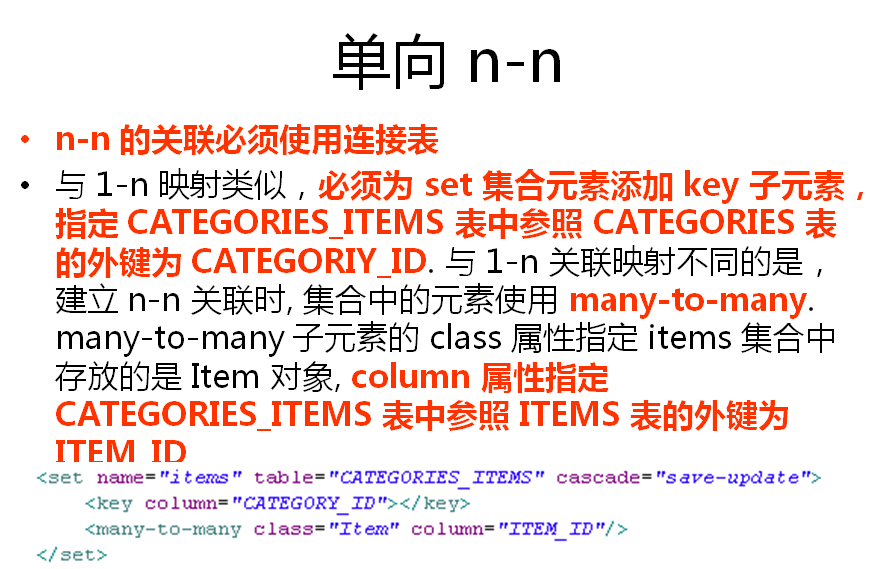 单向 n-n
• n-n 的关联必须使用连接表
• 与 1-n 映射类似，必须为 set 集合元素添加 key 子元素，
指定 CATEGORIES_ITEMS 表中参照 CATEGORIES 表
的外键为 CATEGORIY_ID. 与 1-n 关联映射不同的是，
建立 n-n 关联时, 集合中的元素使用 many-to-many.
many-to-many 子元素的 class 属性指定 items 集合中
存放的是 Item 对象, column 属性指定
CATEGORIES_ITEMS 表中参照 ITEMS 表的外键为
ITEM_ID
<set name="items" table="CATEGORIES_ITEMS" cascade="save-update">
<key column="CATEGORY_ID"></key>
<many-to-many class="Item" column="ITEM_ID"/>
</set>